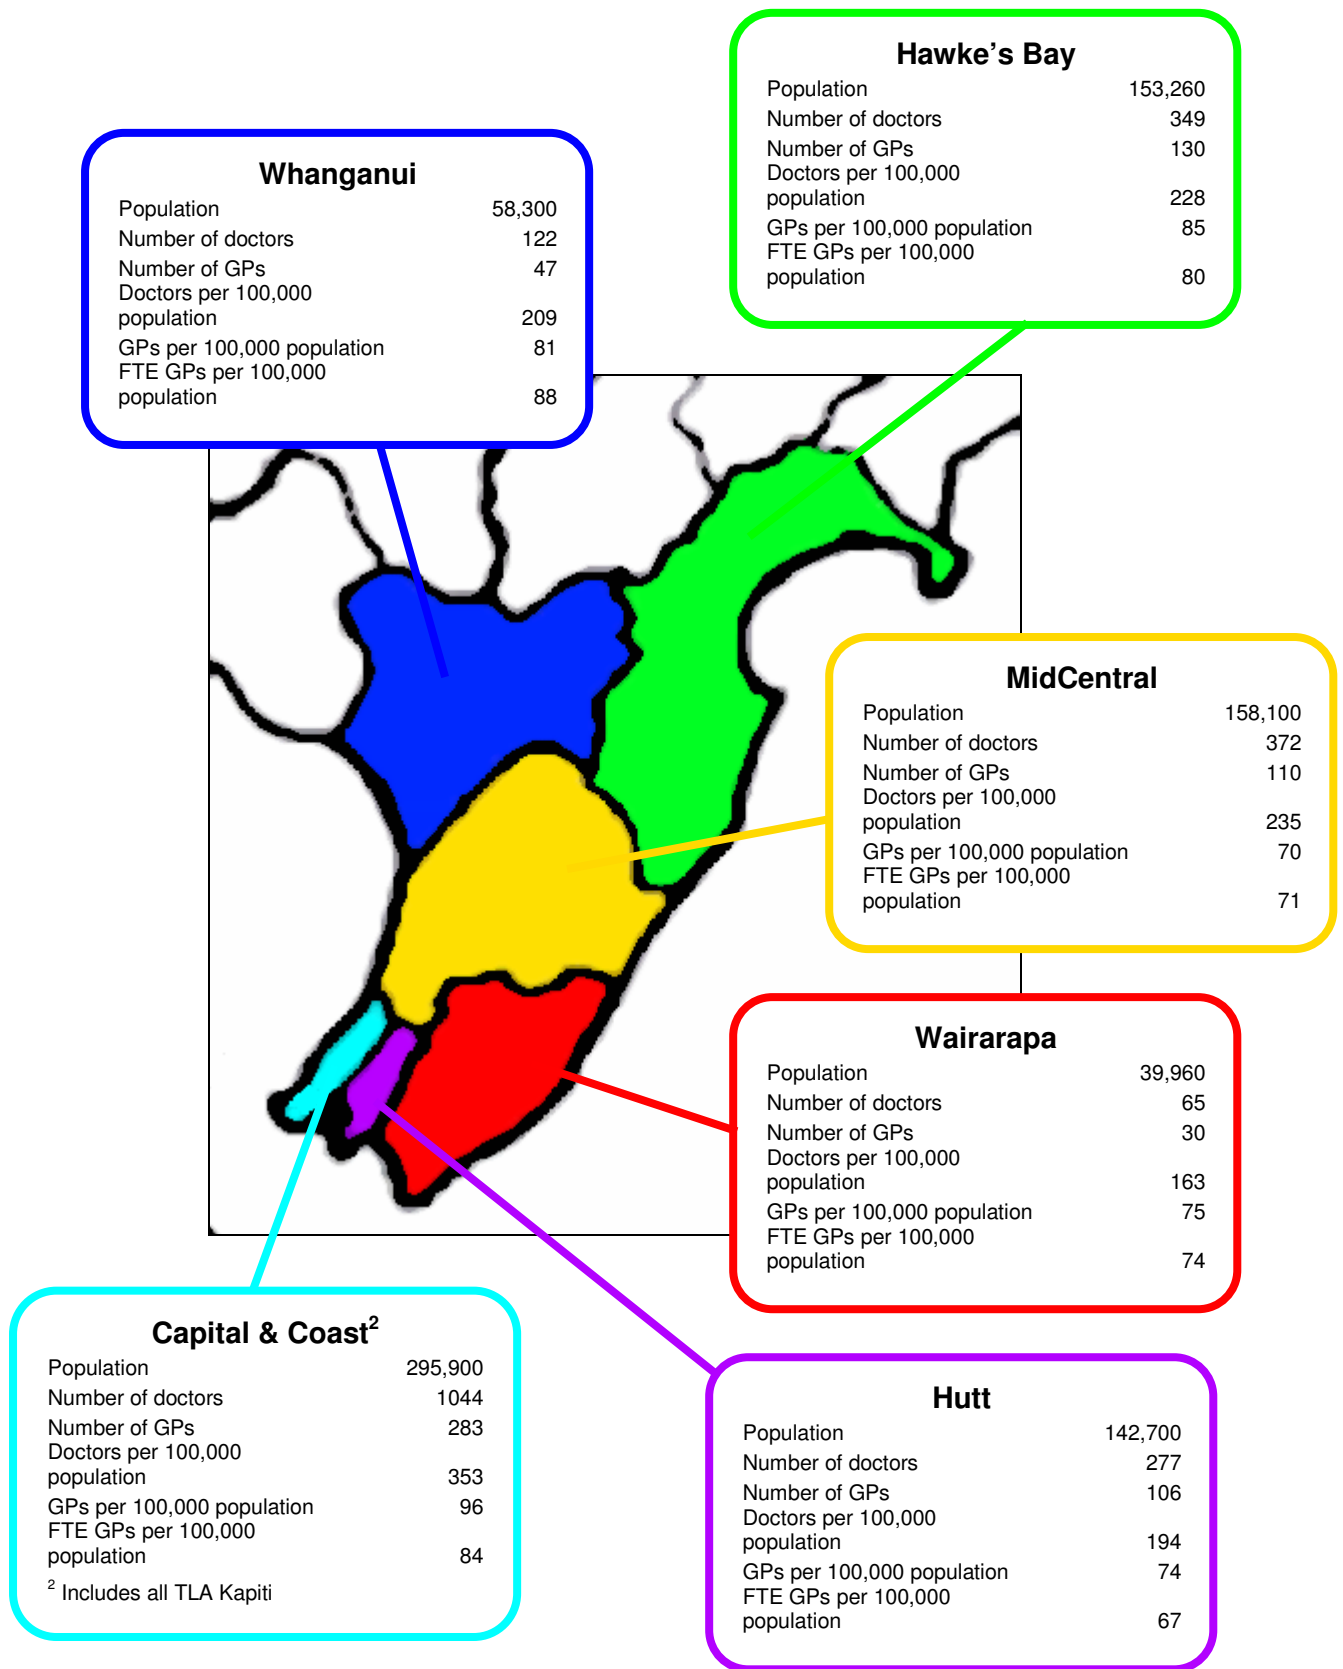 Hawke's Bay
Population 153,260
Number of doctors 349
Number of GPs 130
Doctors per 100,000
population 228
GPs per 100,000 population 85
FTE GPs per 100,000
population 80
Whanganui
Population 58,300
Number of doctors 122
Number of GPs 47
Doctors per 100,000
population 209
GPs per 100,000 population 81
FTE GPs per 100,000
population 88
MidCentral
Population 158,100
Number of doctors 372
Number of GPs 110
Doctors per 100,000
population 235
GPs per 100,000 population 70
FTE GPs per 100,000
population 71
Wairarapa
Population 39,960
Number of doctors 65
Number of GPs 30
Doctors per 100,000
population 163
GPs per 100,000 population 75
FTE GPs per 100,000
population 74
Capital & Coast²
Population 295,900
Number of doctors 1044
Number of GPs 283
Doctors per 100,000
population 353
GPs per 100,000 population 96
FTE GPs per 100,000
population 84
² Includes all TLA Kapiti
Hutt
Population 142,700
Number of doctors 277
Number of GPs 106
Doctors per 100,000
population 194
GPs per 100,000 population 74
FTE GPs per 100,000
population 67